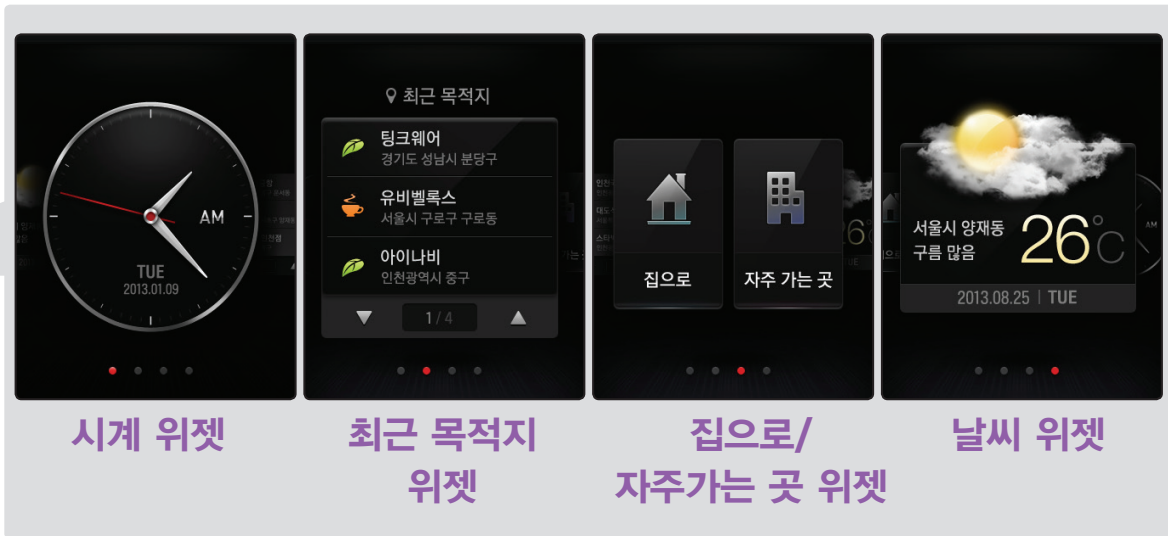 AM
TUE
2013.01.09
최근 목적지
팅크웨어
경기도 성남시 분당구
유비벨록스
서울시 구로구 구로동
아이나비
인천광역시 중구
1 / 4
집으로
자주 가는 곳
서울시 양재동
구름 많음
26℃
2013.08.25 | TUE
시계 위젯
최근 목적지
위젯
집으로/
자주가는 곳 위젯
날씨 위젯